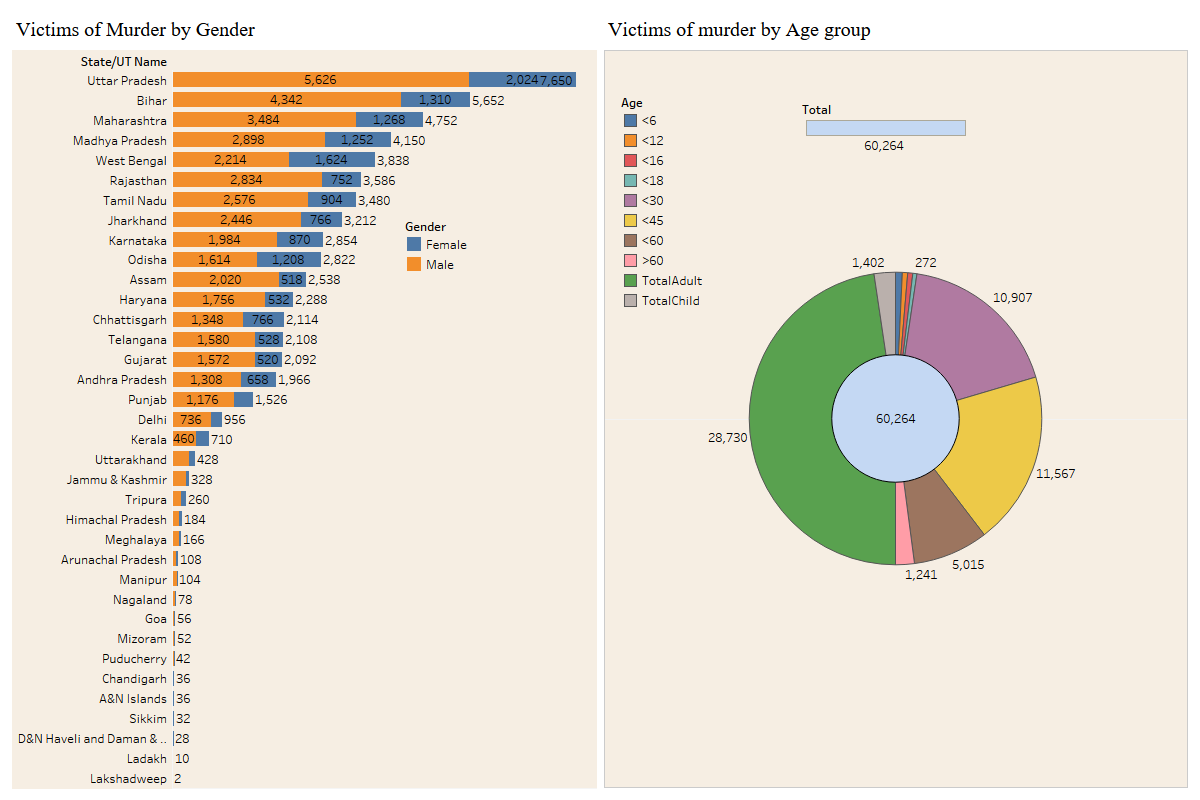 Victims of Murder by Gender
State/UT Name
Uttar Pradesh 5,626 2,024 7,650
Bihar 4,342 1,310 5,652
Maharashtra 3,484 1,268 4,752
Madhya Pradesh 2,898 1,252 4,150
West Bengal 2,214 1,624 3,838
Rajasthan 2,834 752 3,586
Tamil Nadu 2,576 904 3,480
Jharkhand 2,446 766 3,212
Karnataka 1,984 870 2,854
Odisha 1,614 1,208 2,822
Assam 2,020 518 2,538
Haryana 1,756 532 2,288
Chhattisgarh 1,348 766 2,114
Telangana 1,580 528 2,108
Gujarat 1,572 520 2,092
Andhra Pradesh 1,308 658 1,966
Punjab 1,176 1,526
Delhi 736 956
Kerala 460 710
Uttarakhand 428
Jammu & Kashmir 328
Tripura 260
Himachal Pradesh 184
Meghalaya 166
Arunachal Pradesh 108
Manipur 104
Nagaland 78
Goa 56
Mizoram 52
Puducherry 42
Chandigarh 36
A&N Islands 36
Sikkim 32
D&N Haveli and Daman & .. 28
Ladakh 10
Lakshadweep 2
Gender
Female
Male
Victims of murder by Age group
Age
<6
<12
<16
<18
<30
<45
<60
>60
TotalAdult
TotalChild
Total
60,264
1,402 272
10,907
60,264
28,730
11,567
5,015
1,241